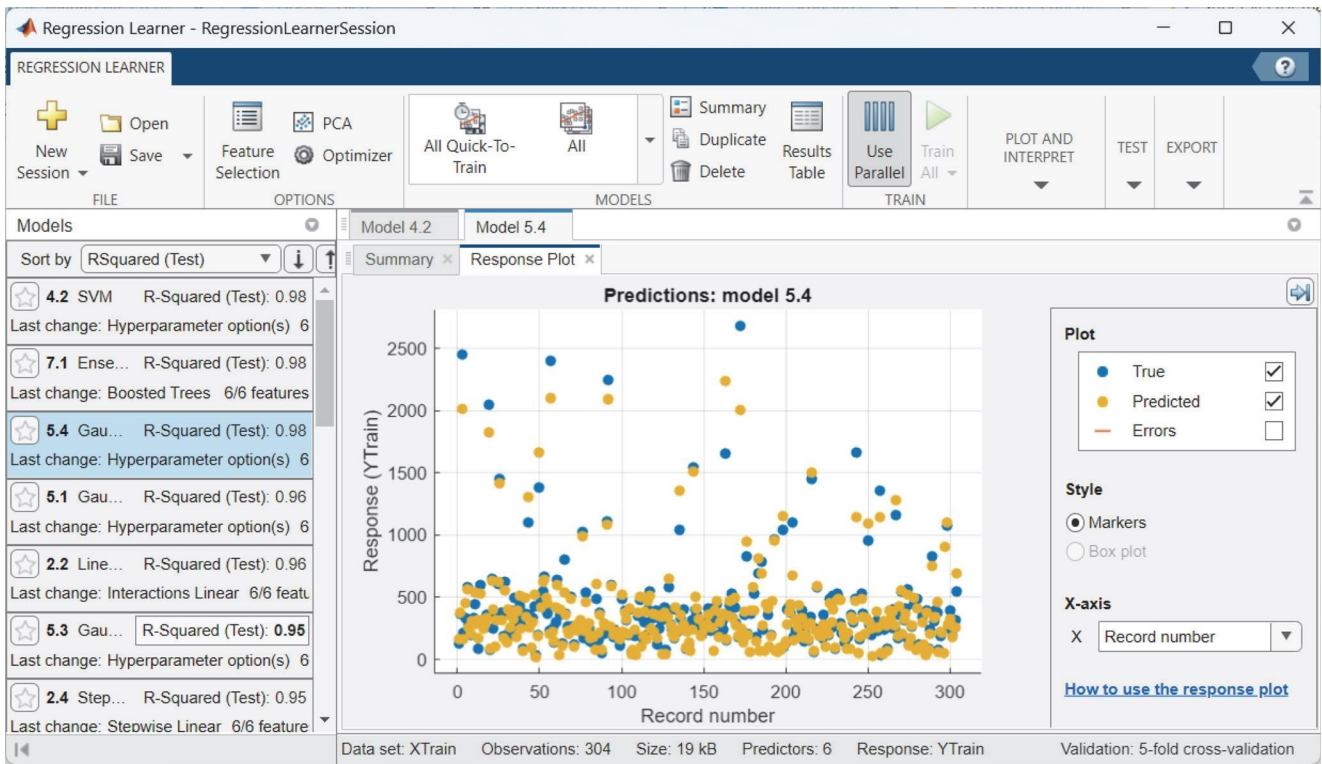 Regression Learner - RegressionLearnerSession
REGRESSION LEARNER
?
New Session
Open
Save
FILE
Feature Selection
PCA
Optimizer
OPTIONS
All Quick-To-Train
All
Summary
Duplicate
Delete
Results Table
MODELS
Use Parallel
Train All
TRAIN
PLOT AND INTERPRET
TEST
EXPORT
Models
Sort by RSquared (Test)
4.2 SVM R-Squared (Test): 0.98
Last change: Hyperparameter option(s) 6
7.1 Ense... R-Squared (Test): 0.98
Last change: Boosted Trees 6/6 features
5.4 Gau... R-Squared (Test): 0.98
Last change: Hyperparameter option(s) 6
5.1 Gau... R-Squared (Test): 0.96
Last change: Hyperparameter option(s) 6
2.2 Line... R-Squared (Test): 0.96
Last change: Interactions Linear 6/6 featu
5.3 Gau... R-Squared (Test): 0.95
Last change: Hyperparameter option(s) 6
2.4 Step... R-Squared (Test): 0.95
Last change: Stepwise Linear 6/6 feature
Model 4.2 Model 5.4
Summary Response Plot
Predictions: model 5.4
Response (YTrain)
2500
2000
1500
1000
500
0
0 50 100 150 200 250 300
Record number
Plot
True
Predicted
Errors
Style
Markers
Box plot
X-axis
X Record number
How to use the response plot
Data set: XTrain Observations: 304 Size: 19 kB Predictors: 6 Response: YTrain Validation: 5-fold cross-validation